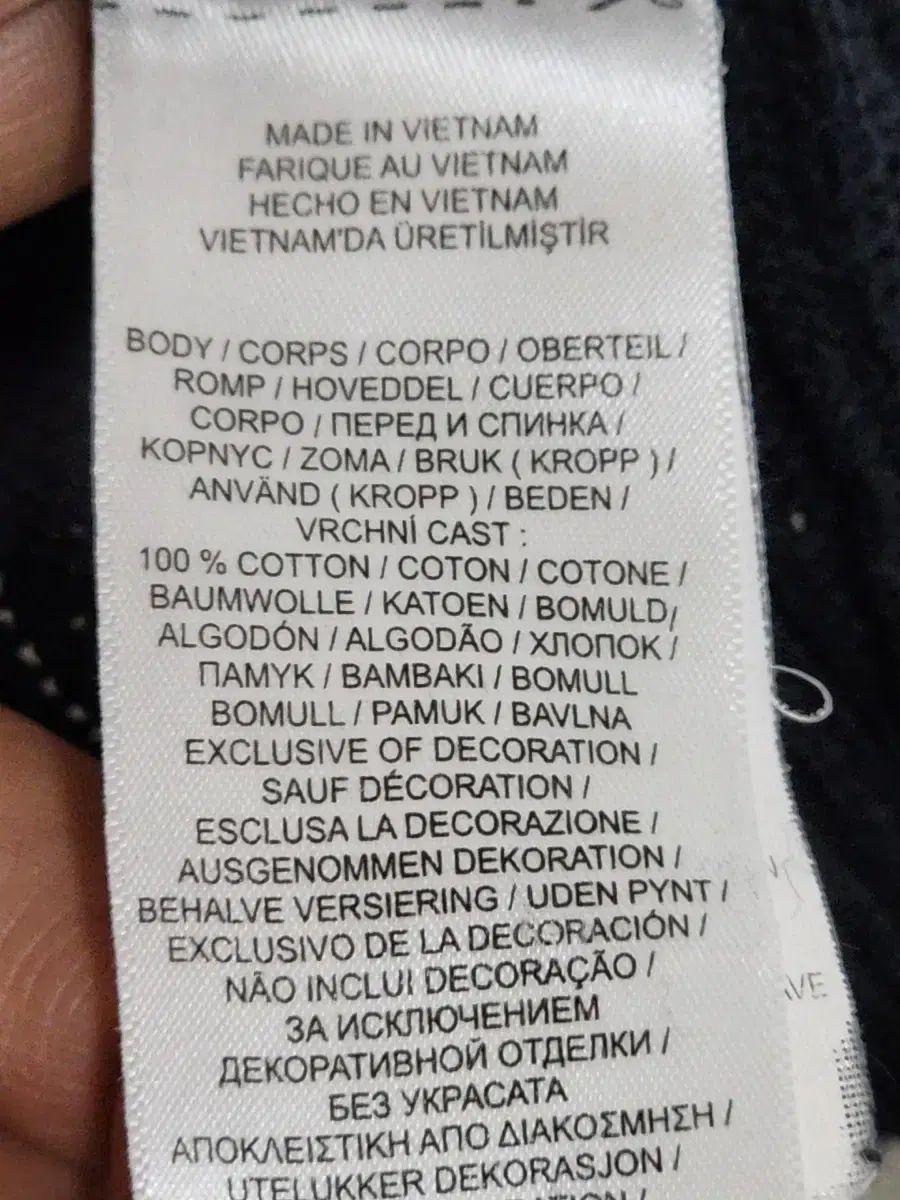 MADE IN VIETNAM
FARIQUE AU VIETNAM
HECHO EN VIETNAM
VIETNAM'DA ÜRETİLMİŞTİR
BODY / CORPS / CORPO / OBERTEIL /
ROMP / HOVEDDEL / CUERPO /
CORPO / ПЕРЕД И СПИНКА /
KOPNYC / ZOMA / BRUK ( KROPP ) /
ANVÄND ( KROPP ) / BEDEN /
VRCHNÍ CAST :
100 % COTTON / COTON / COTONE /
BAUMWOLLE / KATOEN / BOMULD /
ALGODÓN / ALGODÃO / ХЛОПОК /
ПАМУК / BAMBAKI / BOMULL
BOMULL / PAMUK / BAVLNA
EXCLUSIVE OF DECORATION /
SAUF DÉCORATION /
ESCLUSA LA DECORAZIONE /
AUSGENOMMEN DEKORATION /
BEHALVE VERSIERING / UDEN PYNT /
EXCLUSIVO DE LA DECORACIÓN /
NÃO INCLUI DECORAÇÃO /
ЗА ИСКЛЮЧЕНИЕМ
ДЕКОРАТИВНОЙ ОТДЕЛКИ /
БЕЗ УКРАСАТА
ΑΠΟΚΛΕΙΣΤΙΚΗ ΑΠΟ ΔΙΑΚΟΣΜΗΣΗ /
UTELUKKER DEKORASJON /